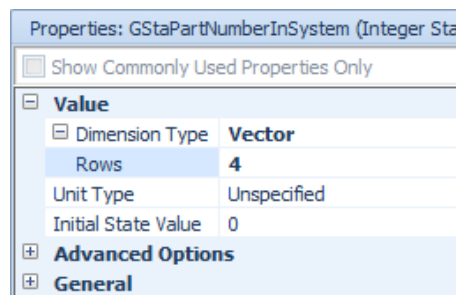 Properties: GStaPartNumberInSystem (Integer Sta
Show Commonly Used Properties Only
Value
Dimension Type Vector
Rows 4
Unit Type Unspecified
Initial State Value 0
Advanced Options
General